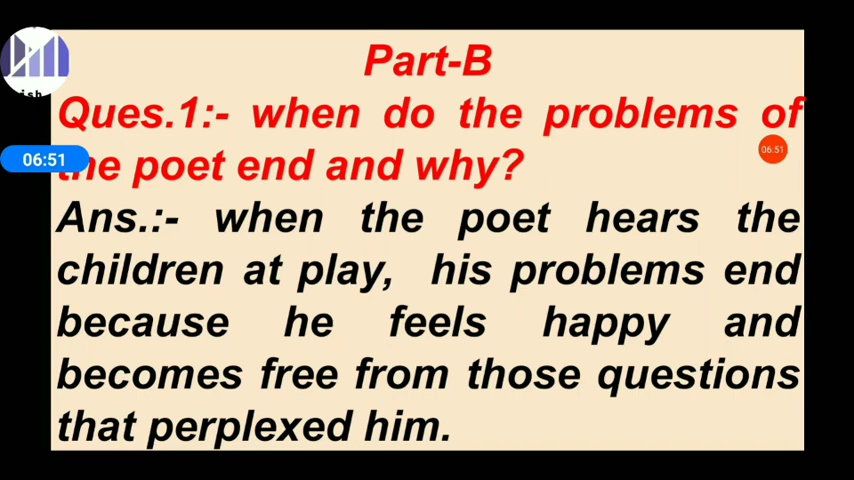 Part-B
Ques.1:- when do the problems of
the poet end and why?
Ans.:- when the poet hears the
children at play, his problems end
because he feels happy and
becomes free from those questions
that perplexed him.
ish
06:51
06:51